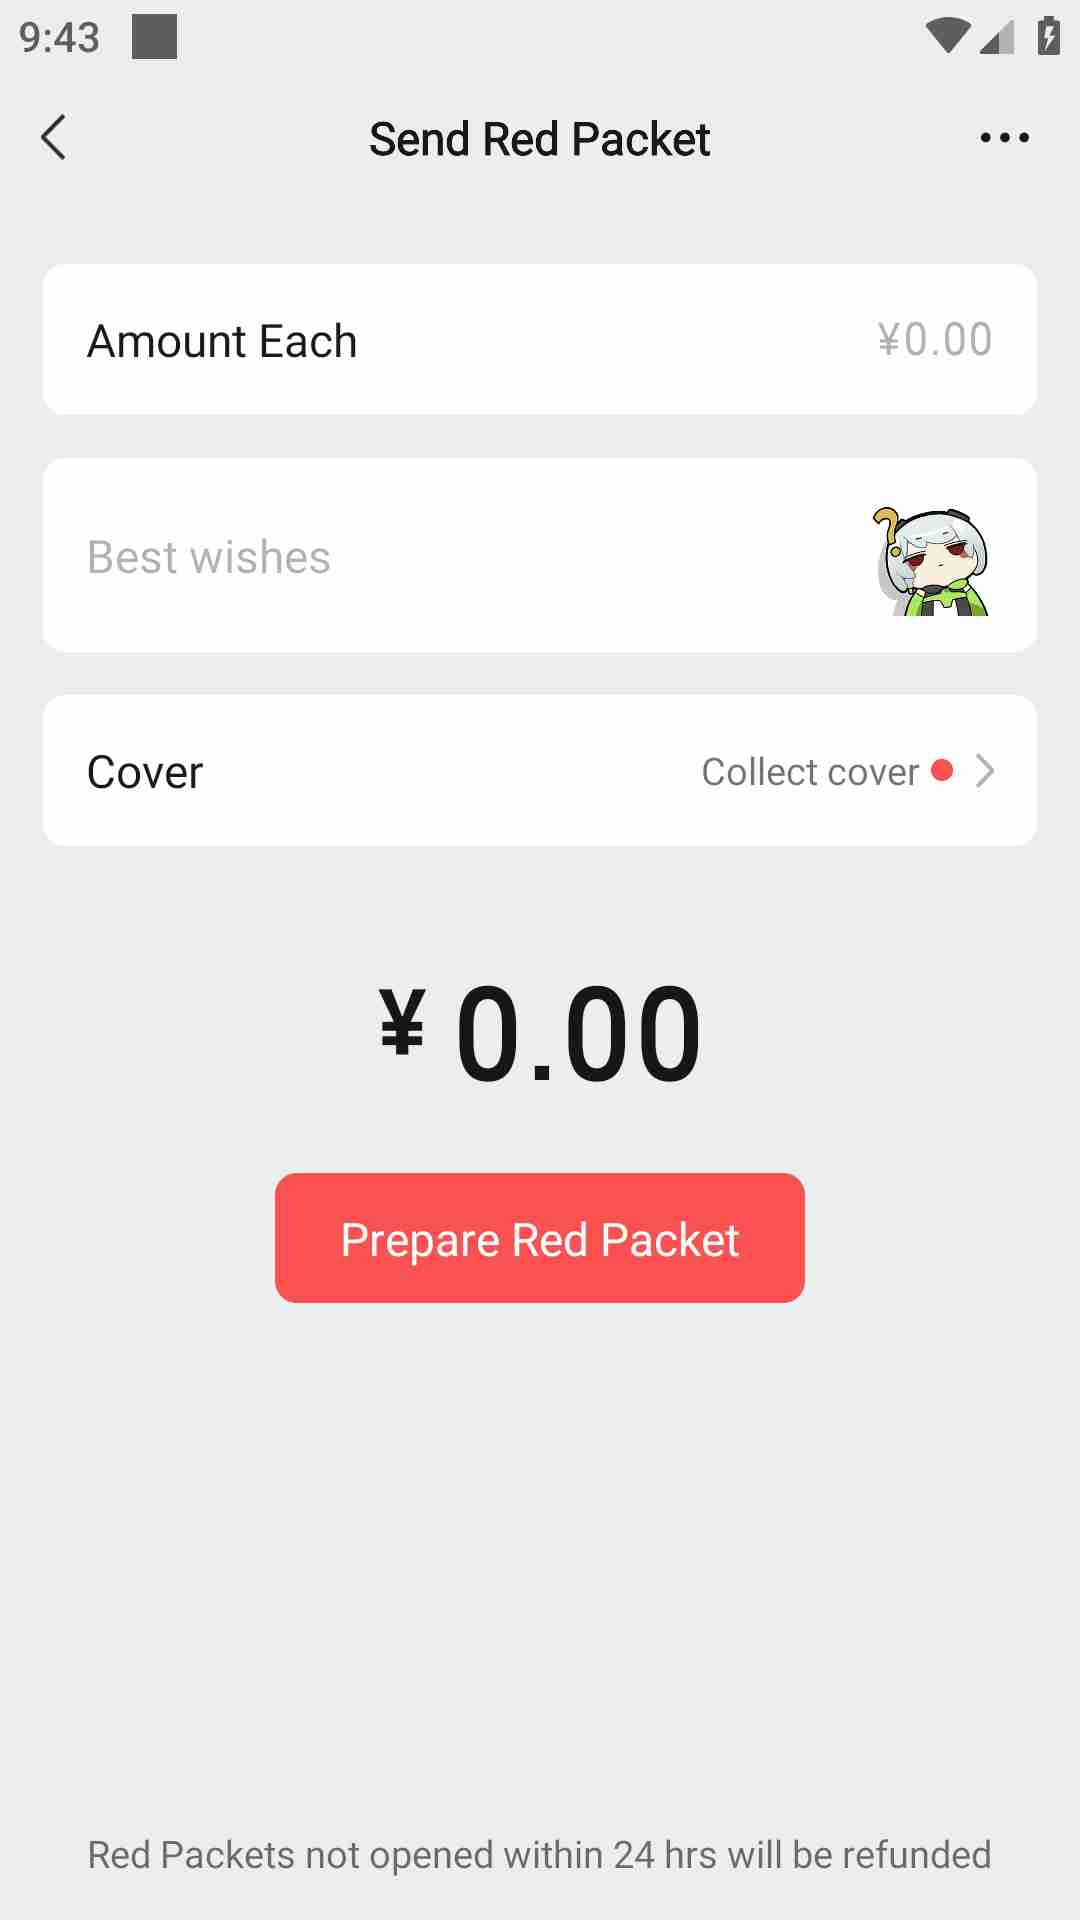 9:43
Send Red Packet
Amount Each ¥0.00
Best wishes
Cover Collect cover
¥ 0.00
Prepare Red Packet
Red Packets not opened within 24 hrs will be refunded